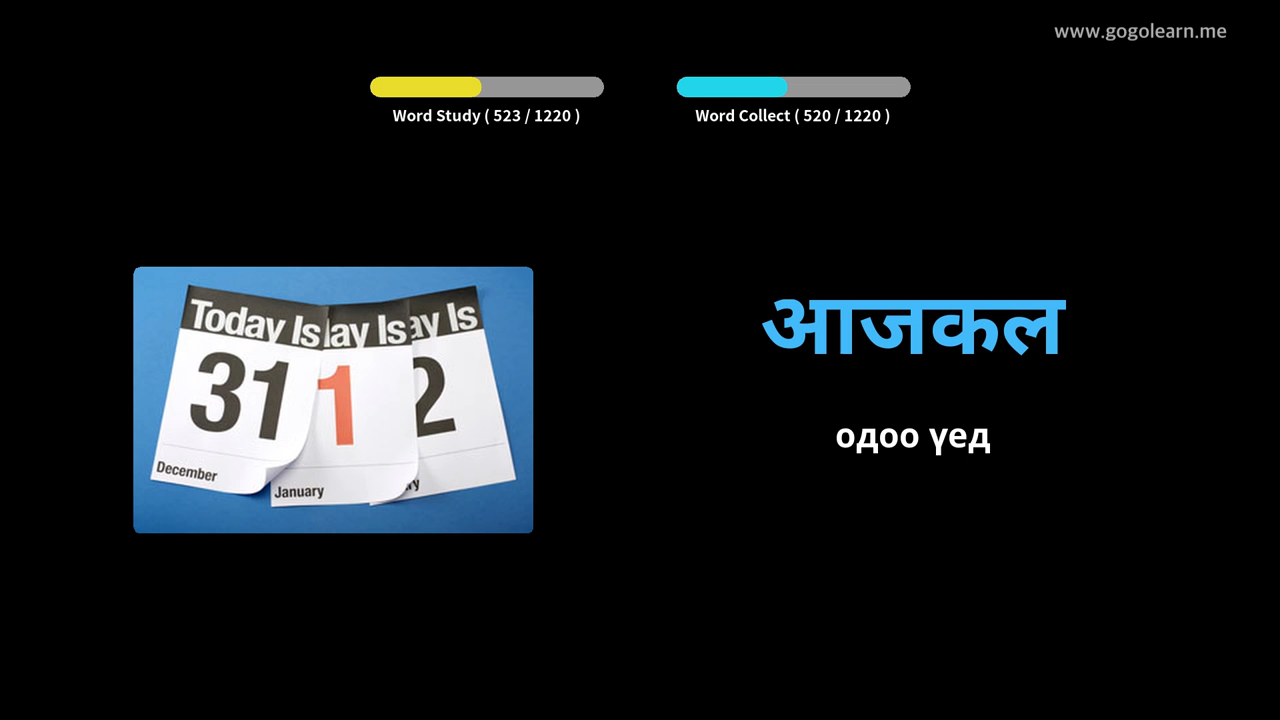 www.gogolearn.me
Word Study ( 523 / 1220 )
Word Collect ( 520 / 1220 )
Today Is
ay Is
ay Is
31
1
2
December
January
ry
आजकल
одоо үед